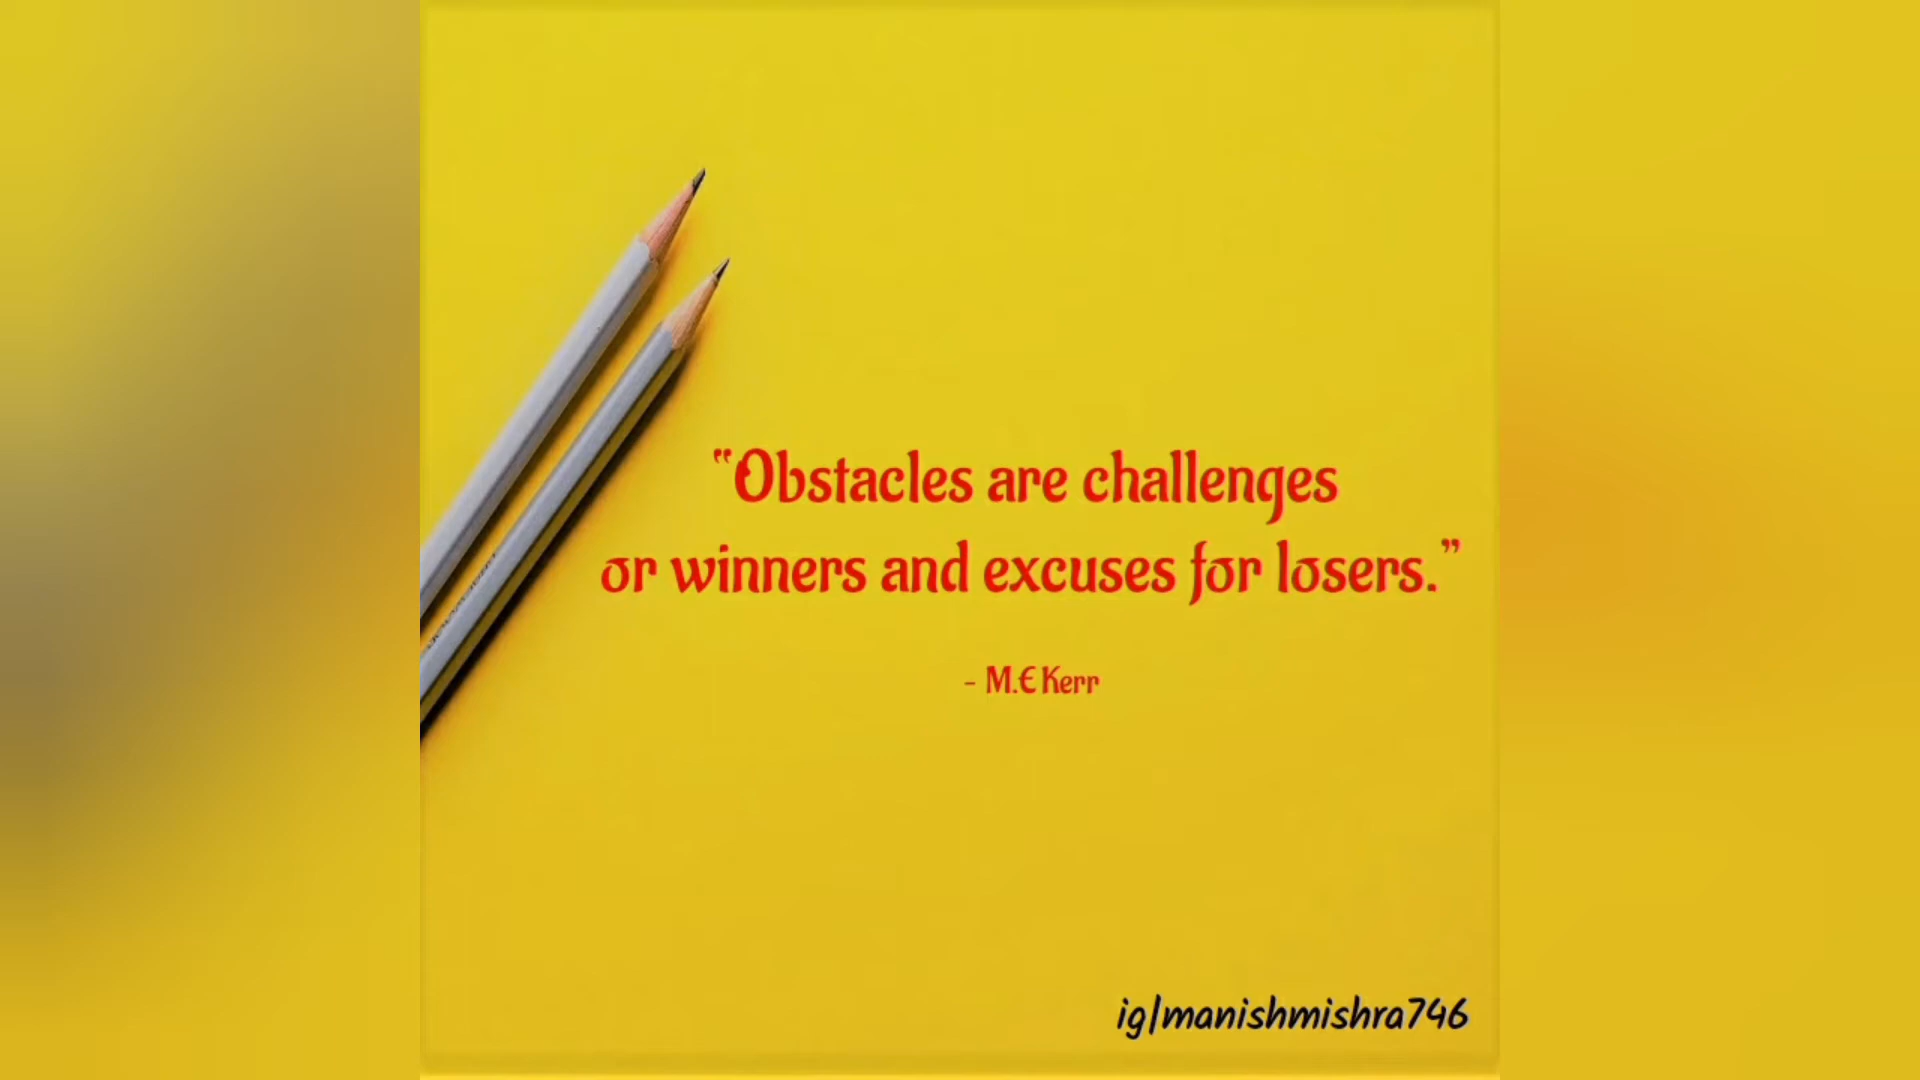 “Obstacles are challenges
or winners and excuses for losers.”
- M.E Kerr
ig|manishmishra746